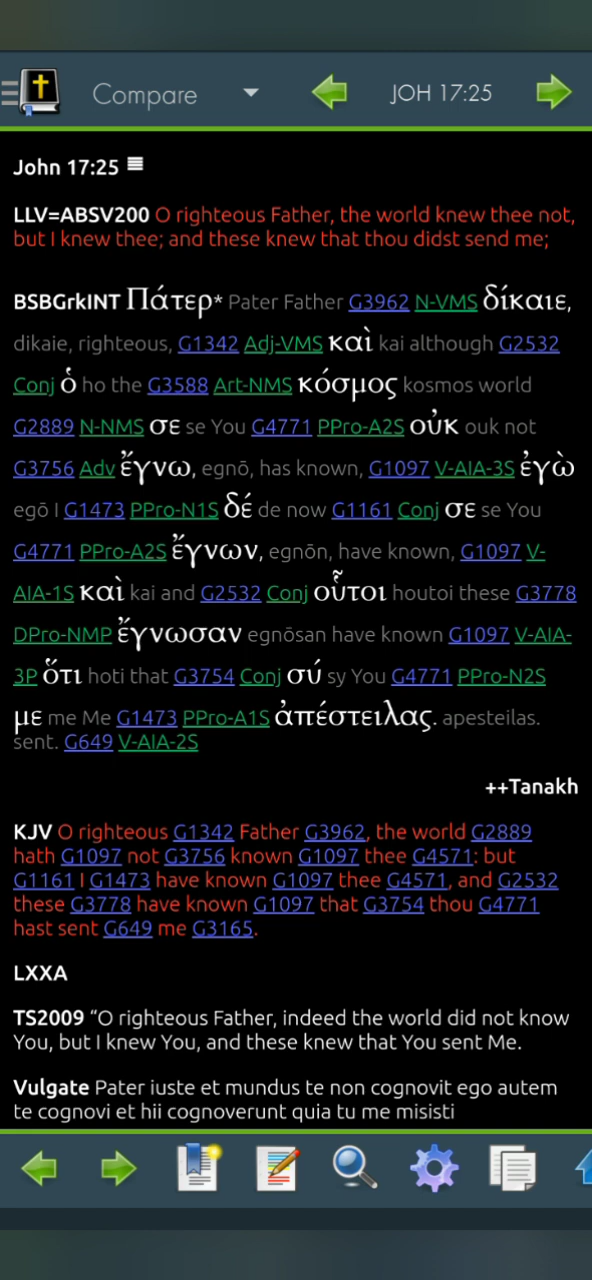 Compare
JOH 17:25
John 17:25
LLV=ABSV200 O righteous Father, the world knew thee not,
but I knew thee; and these knew that thou didst send me;
BSBGrkINT Πάτερ* Pater Father G3962 N-VMS δίκαιε,
dikaie, righteous, G1342 Adj-VMS καὶ kai although G2532
Conj ὁ ho the G3588 Art-NMS κόσμος kosmos world
G2889 N-NMS σε se You G4771 PPro-A2S οὐκ ouk not
G3756 Adv ἔγνω, egnō, has known, G1097 V-AIA-3S ἐγὼ
egō I G1473 PPro-N1S δέ de now G1161 Conj σε se You
G4771 PPro-A2S ἔγνων, egnōn, have known, G1097 V-
AIA-1S καὶ kai and G2532 Conj οὗτοι houtoi these G3778
DPro-NMP ἔγνωσαν egnōsan have known G1097 V-AIA-
3P ὅτι hoti that G3754 Conj σύ sy You G4771 PPro-N2S
με me Me G1473 PPro-A1S ἀπέστειλας. apesteilas.
sent. G649 V-AIA-2S
++Tanakh
KJV O righteous G1342 Father G3962, the world G2889
hath G1097 not G3756 known G1097 thee G4571: but
G1161 I G1473 have known G1097 thee G4571, and G2532
these G3778 have known G1097 that G3754 thou G4771
hast sent G649 me G3165.
LXXA
TS2009 “O righteous Father, indeed the world did not know
You, but I knew You, and these knew that You sent Me.
Vulgate Pater iuste et mundus te non cognovit ego autem
te cognovi et hii cognoverunt quia tu me misisti